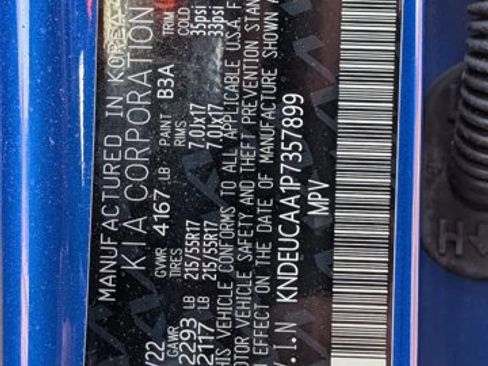 MANUFACTURED IN KOREA
KIA CORPORATION
/22 GVWR 4167 LB PAINT B3A TRIM
GAWR TIRES RIMS COLD
2293 LB 215/55R17 7.0Jx17 35psi
2117 LB 215/55R17 7.0Jx17 33psi
THIS VEHICLE CONFORMS TO ALL APPLICABLE U.S.A. F
MOTOR VEHICLE SAFETY AND THEFT PREVENTION STAN
EFFECT ON THE DATE OF MANUFACTURE SHOWN A
V.I.N KNDEUCAA1P7357899
MPV
H